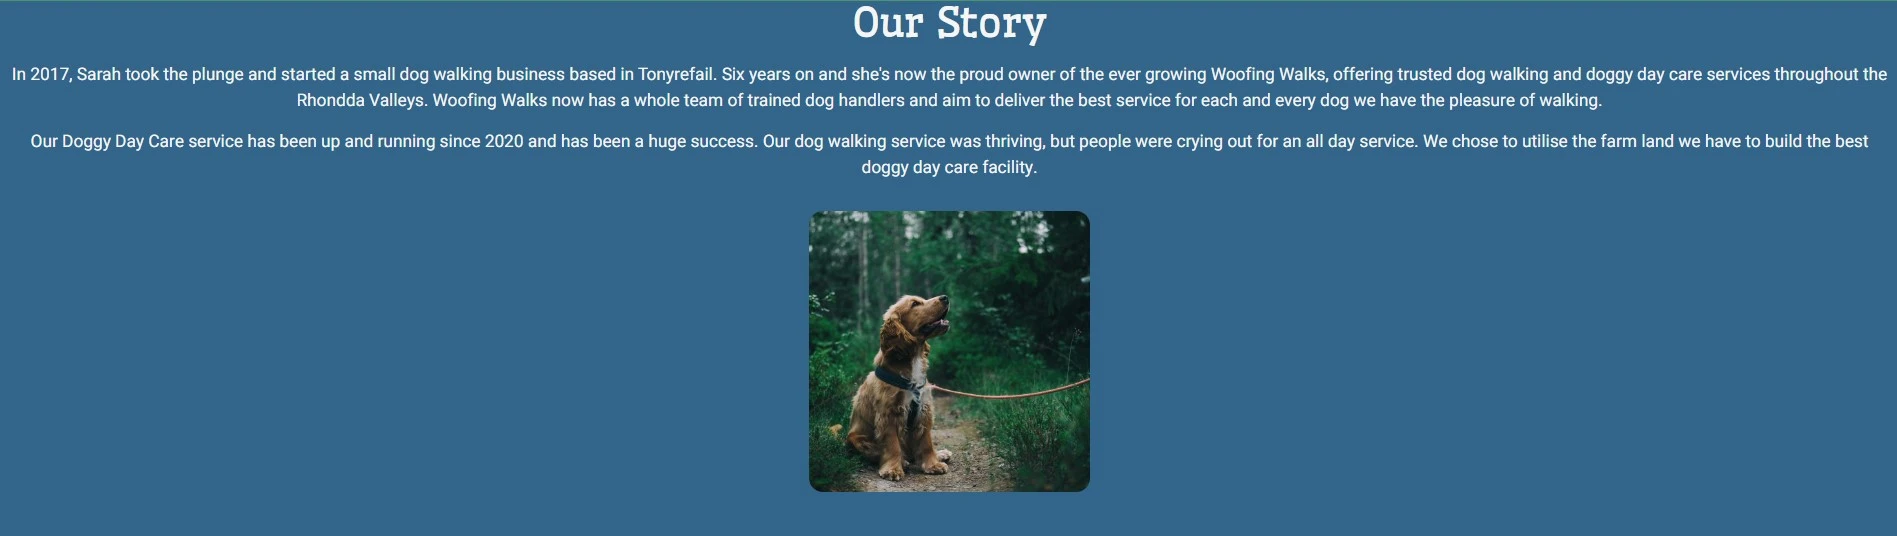 Our Story
In 2017, Sarah took the plunge and started a small dog walking business based in Tonyrefail. Six years on and she's now the proud owner of the ever growing Woofing Walks, offering trusted dog walking and doggy day care services throughout the
Rhondda Valleys. Woofing Walks now has a whole team of trained dog handlers and aim to deliver the best service for each and every dog we have the pleasure of walking.
Our Doggy Day Care service has been up and running since 2020 and has been a huge success. Our dog walking service was thriving, but people were crying out for an all day service. We chose to utilise the farm land we have to build the best
doggy day care facility.